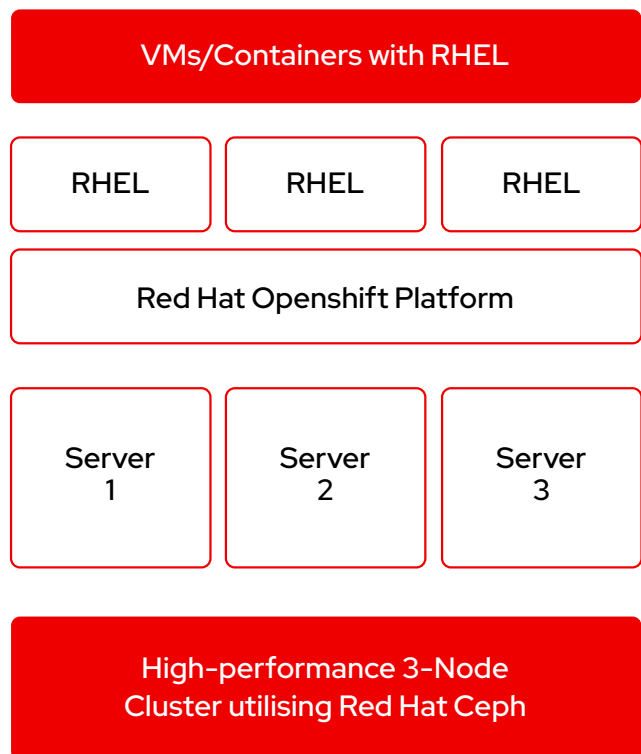 VMs/Containers with RHEL
RHEL
RHEL
RHEL
Red Hat Openshift Platform
Server
1
Server
2
Server
3
High-performance 3-Node
Cluster utilising Red Hat Ceph